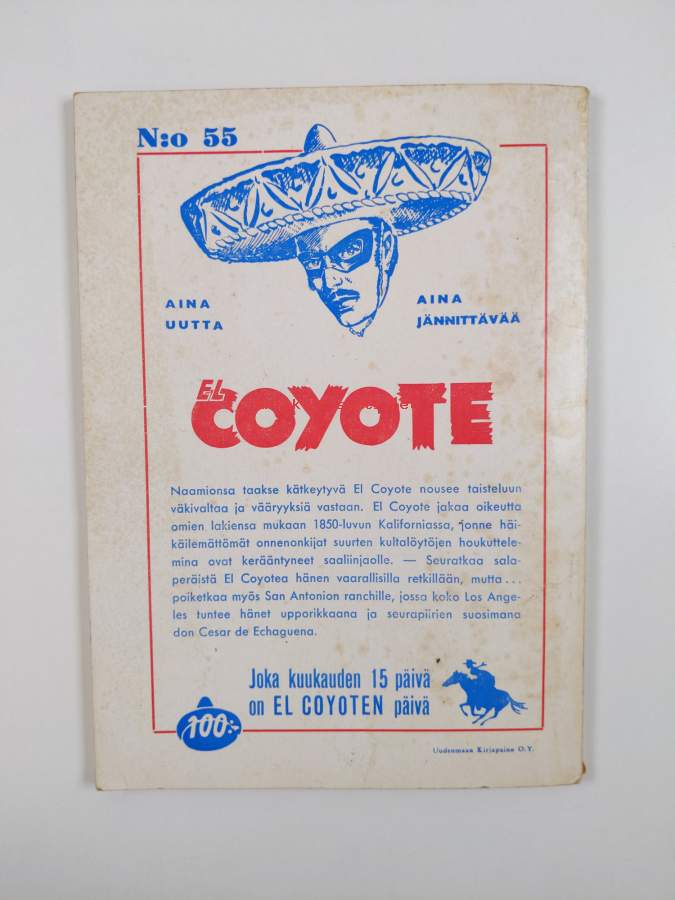 N:o 55
AINA
UUTTA
AINA
JÄNNITTÄVÄÄ
EL
COYOTE
Naamionsa taakse kätkeytyvä El Coyote nousee taisteluun
väkivaltaa ja vääryyksiä vastaan. El Coyote jakaa oikeutta
omien lakiensa mukaan 1850-luvun Kaliforniassa, jonne häi-
käilemättömät onnenonkijat suurten kultalöytöjen houkuttele-
mina ovat kerääntyneet saaliinjaolle. — Seuratkaa sala-
peräistä El Coyotea hänen vaarallisilla retkillään, mutta...
poiketkaa myös San Antonion ranchille, jossa koko Los Ange-
les tuntee hänet upporikkaana ja seurapiirien suosimana
don Cesar de Echaguena.
Joka kuukauden 15 päivä
on EL COYOTEN päivä
100:-
Uudenmaan Kirjapaino O.Y.